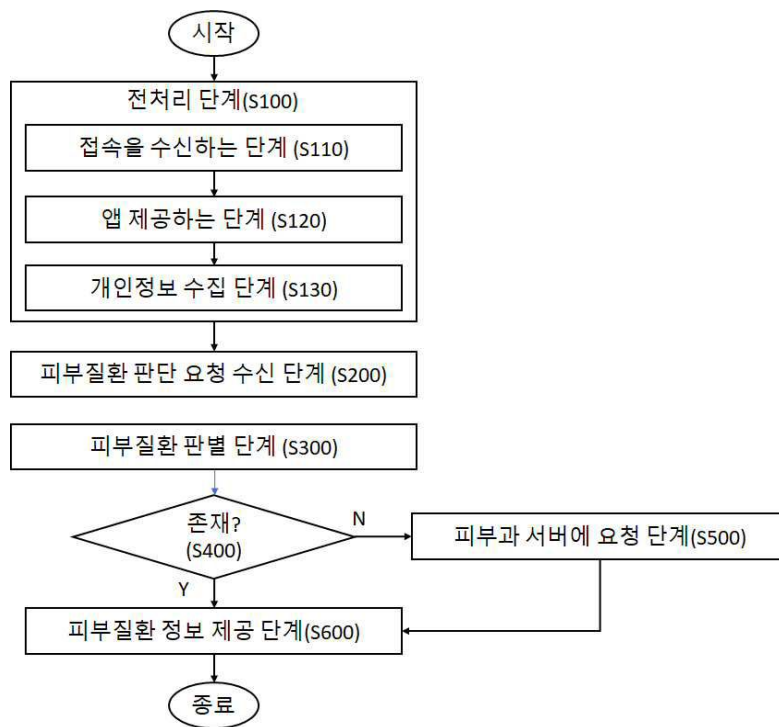 시작
전처리 단계(S100)
접속을 수신하는 단계 (S110)
앱 제공하는 단계 (S120)
개인정보 수집 단계 (S130)
피부질환 판단 요청 수신 단계 (S200)
피부질환 판별 단계 (S300)
존재?
(S400)
N
피부과 서버에 요청 단계(S500)
Y
피부질환 정보 제공 단계(S600)
종료